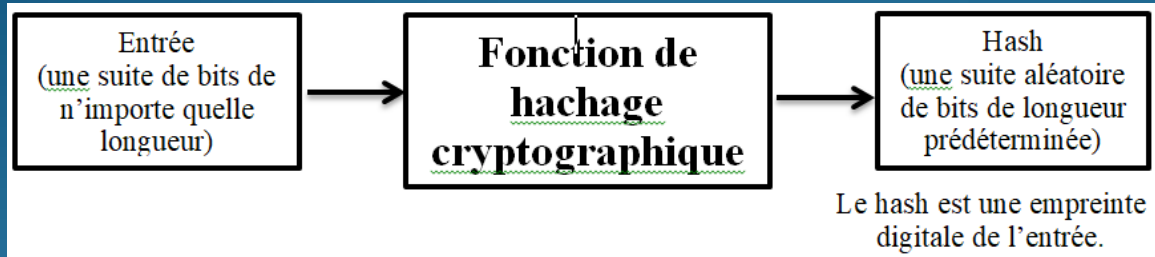 Entrée
(une suite de bits de
n’importe quelle
longueur)
Fonction de
hachage
cryptographique
Hash
(une suite aléatoire
de bits de longueur
prédéterminée)
Le hash est une empreinte
digitale de l’entrée.